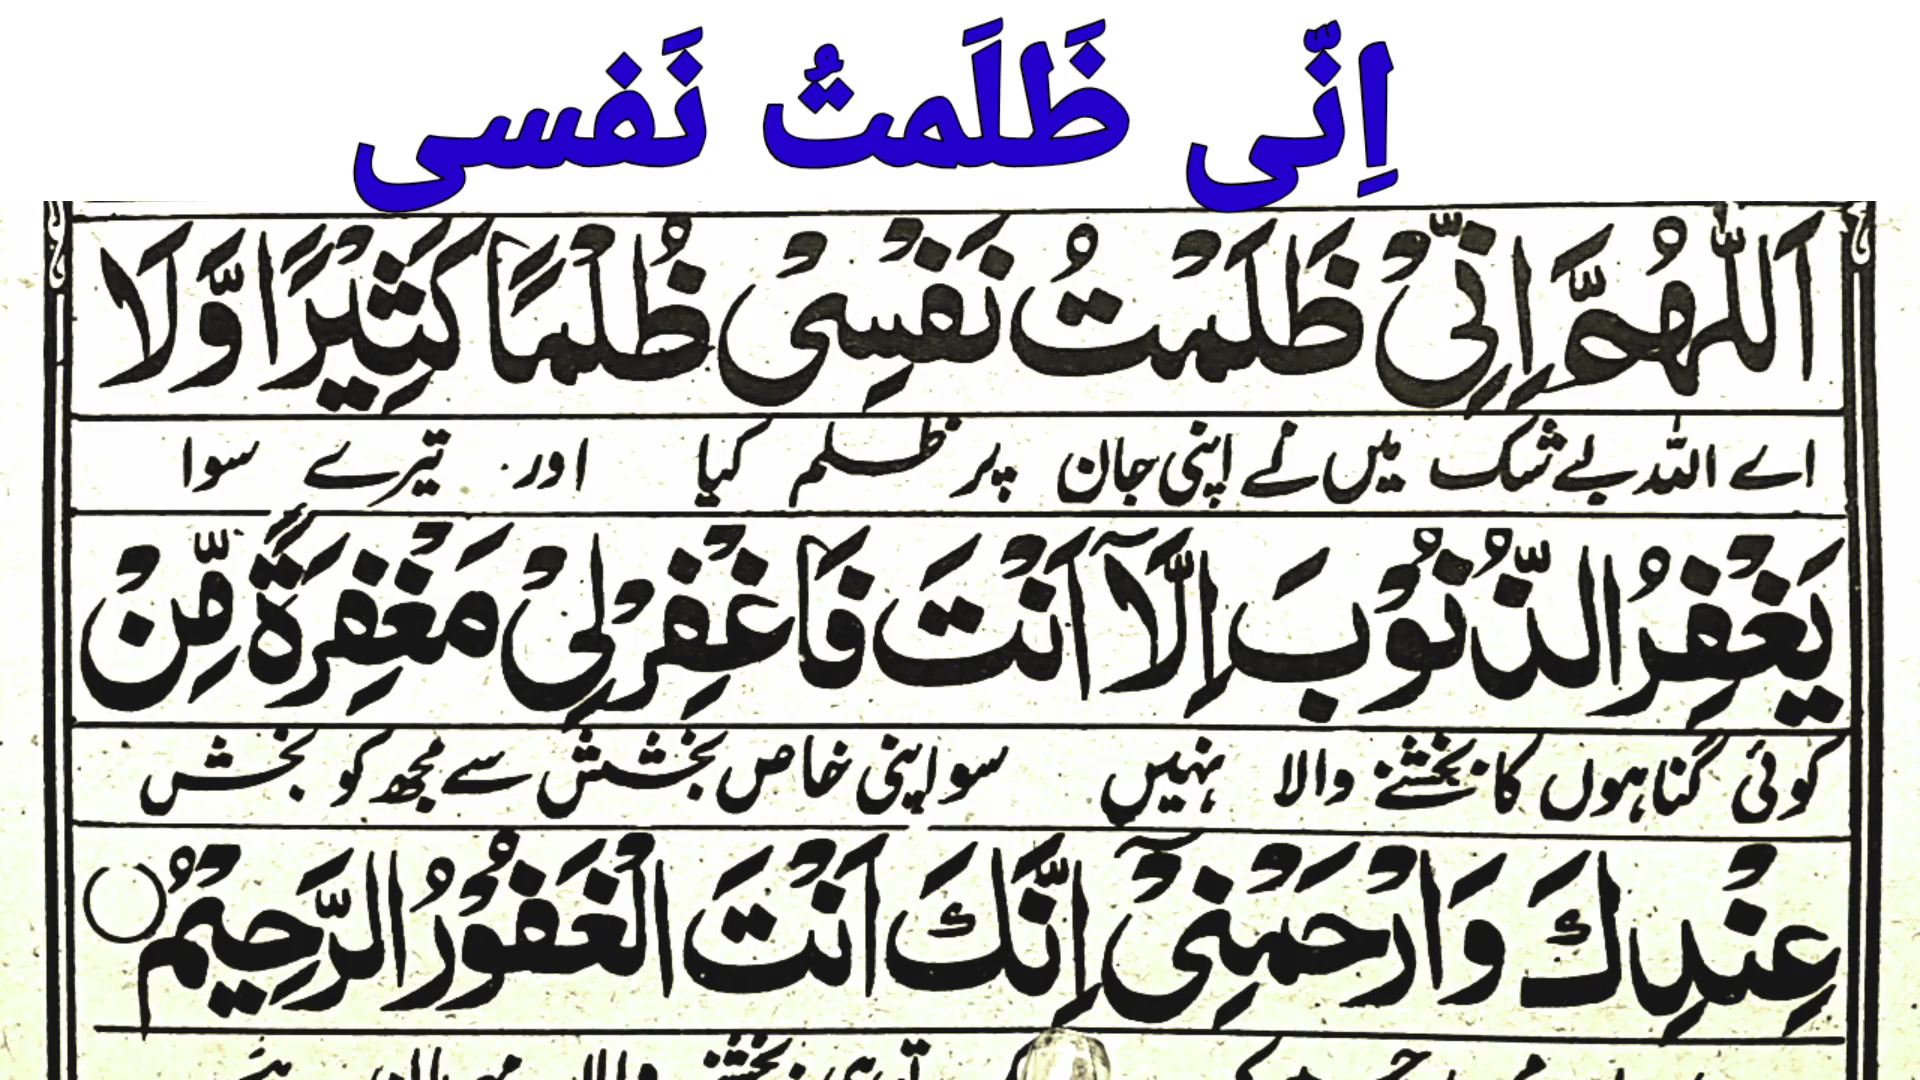 اِنّی ظَلَمتُ نَفسی
اَللّٰهُمَّ اِنِّیْ ظَلَمْتُ نَفْسِیْ ظُلْمًا کَثِیْرًا وَّلَا
اے اللہ بے شک میں نے اپنی جان پر ظلم کیا اور تیرے سوا
یَغْفِرُ الذُّنُوْبَ اِلَّآ اَنْتَ فَاغْفِرْلِیْ مَغْفِرَةً مِّنْ
کوئی گناہوں کا بخشنے والا نہیں سو اپنی خاص بخشش سے مجھ کو بخش
عِنْدِكَ وَارْحَمْنِیْٓ اِنَّكَ اَنْتَ الْغَفُوْرُ الرَّحِیْمُ